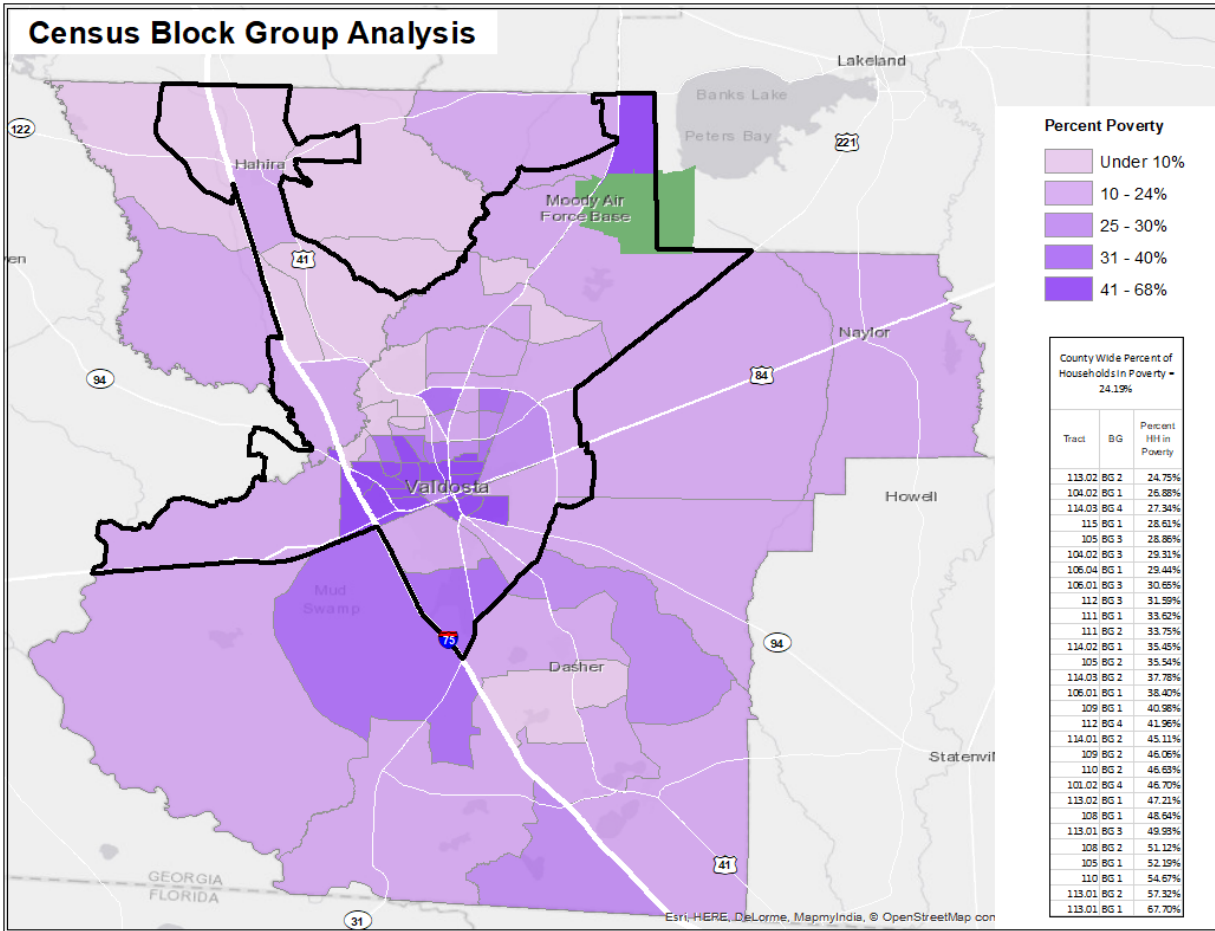 Census Block Group Analysis
Lakeland
Banks Lake
Peters Bay
122
221
Hahira
Moody Air
Force Base
41
ven
94
Naylor
84
Valdosta
Howell
Mud
Swamp
75
94
Dasher
Statenvil
41
GEORGIA
FLORIDA
31
Esri, HERE, DeLorme, MapmyIndia, © OpenStreetMap con
Percent Poverty
Under 10%
10 - 24%
25 - 30%
31 - 40%
41 - 68%
County Wide Percent of
Households in Poverty =
24.19%
Tract BG Percent
HH in
Poverty
113.02 BG 2 24.75%
104.02 BG 1 26.88%
114.03 BG 4 27.34%
115 BG 1 28.61%
105 BG 3 28.86%
104.02 BG 3 29.31%
106.04 BG 1 29.44%
106.01 BG 3 30.65%
112 BG 3 31.59%
111 BG 1 33.62%
111 BG 2 33.75%
114.02 BG 1 35.45%
105 BG 2 35.54%
114.03 BG 2 37.78%
106.01 BG 1 38.40%
109 BG 1 40.98%
112 BG 4 41.96%
114.01 BG 2 45.11%
109 BG 2 46.06%
110 BG 2 46.63%
101.02 BG 4 46.70%
113.02 BG 1 47.21%
108 BG 1 48.64%
113.01 BG 3 49.93%
108 BG 2 51.12%
105 BG 1 52.19%
110 BG 1 54.67%
113.01 BG 2 57.32%
113.01 BG 1 67.70%